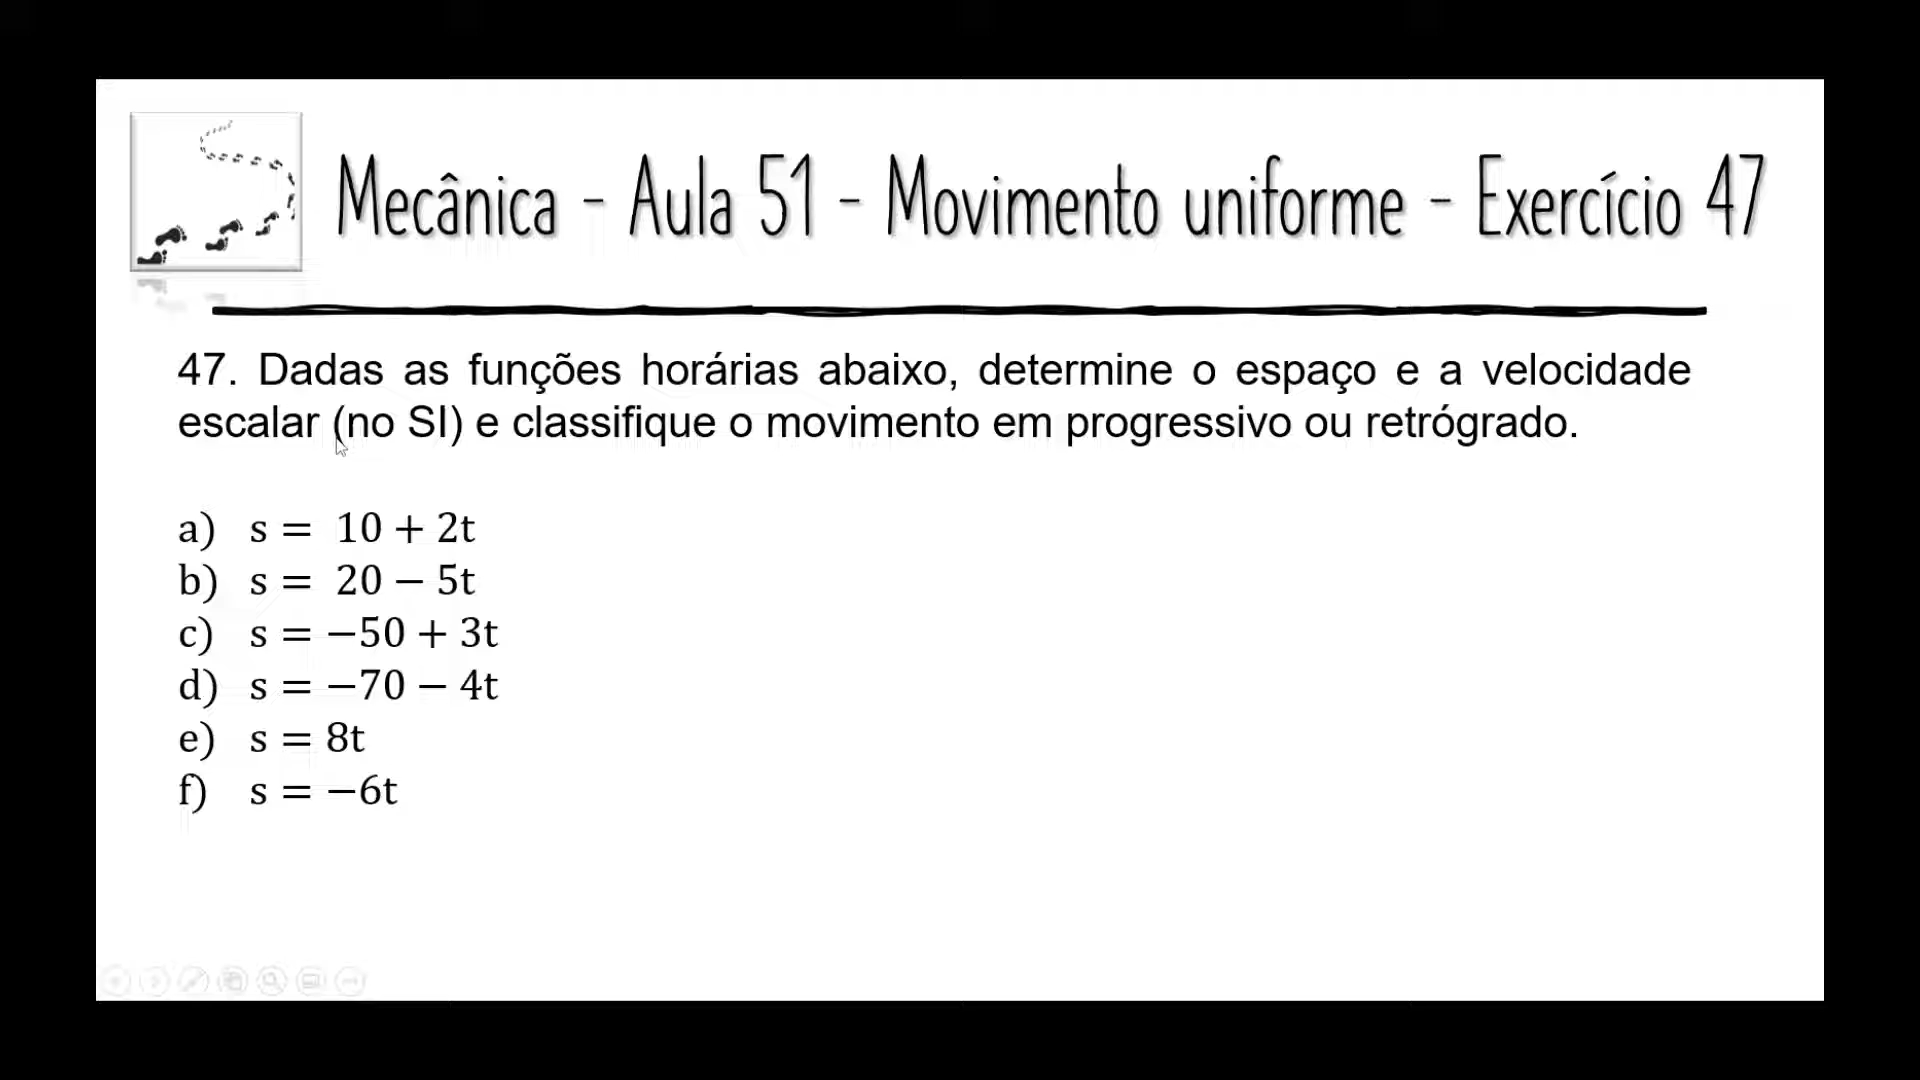 Mecânica - Aula 51 - Movimento uniforme - Exercício 47
47. Dadas as funções horárias abaixo, determine o espaço e a velocidade
escalar (no SI) e classifique o movimento em progressivo ou retrógrado.
a) s = 10 + 2t
b) s = 20 − 5t
c) s = −50 + 3t
d) s = −70 − 4t
e) s = 8t
f) s = −6t